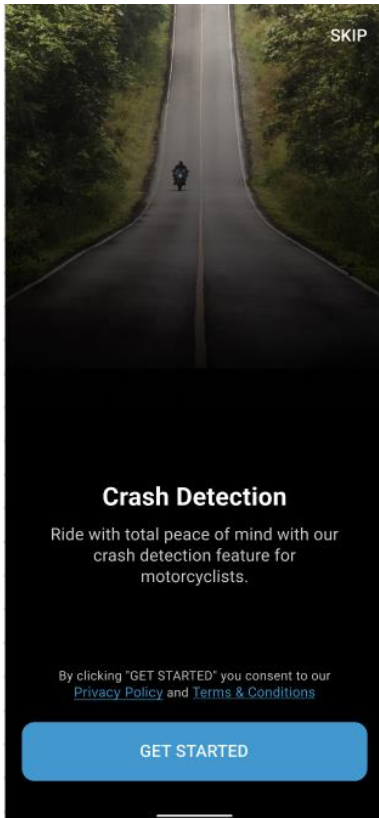 SKIP
Crash Detection
Ride with total peace of mind with our
crash detection feature for
motorcyclists.
By clicking "GET STARTED" you consent to our
Privacy Policy and Terms & Conditions
GET STARTED